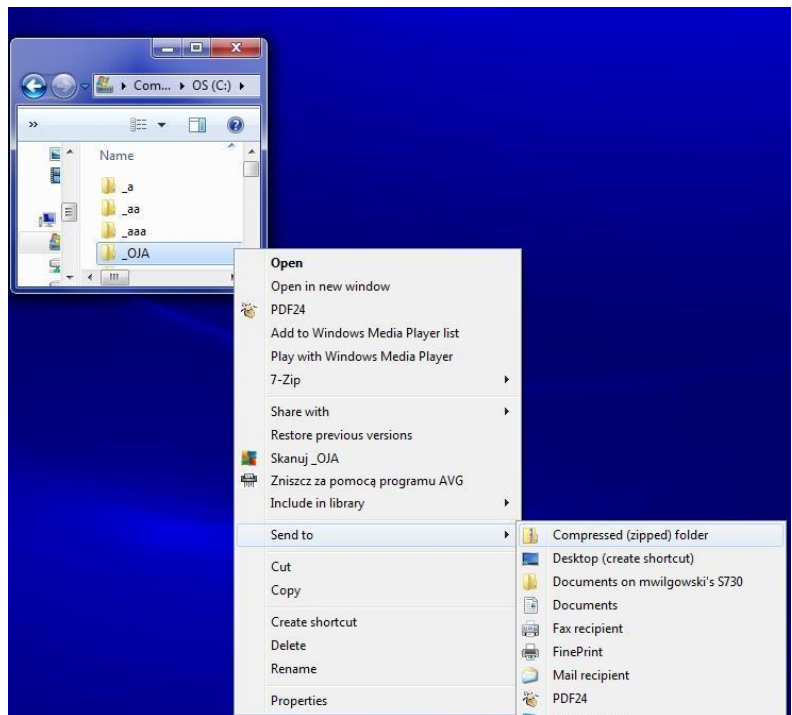 Com... OS (C:)
»
Name
_a
_aa
_aaa
_OJA
Open
Open in new window
PDF24
Add to Windows Media Player list
Play with Windows Media Player
7-Zip
Share with
Restore previous versions
Skanuj _OJA
Zniszcz za pomocą programu AVG
Include in library
Send to
Cut
Copy
Create shortcut
Delete
Rename
Properties
Compressed (zipped) folder
Desktop (create shortcut)
Documents on mwilgowski's S730
Documents
Fax recipient
FinePrint
Mail recipient
PDF24